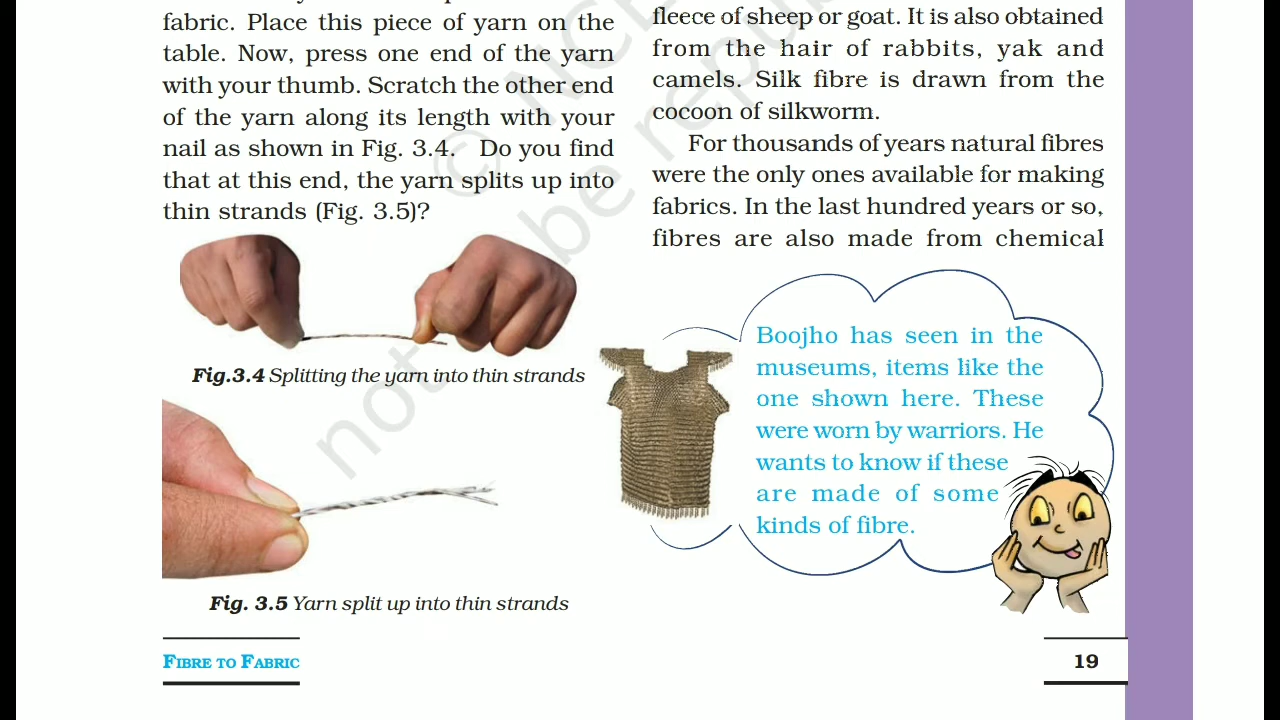 fabric. Place this piece of yarn on the
table. Now, press one end of the yarn
with your thumb. Scratch the other end
of the yarn along its length with your
nail as shown in Fig. 3.4. Do you find
that at this end, the yarn splits up into
thin strands (Fig. 3.5)?
Fig.3.4 Splitting the yarn into thin strands
Fig. 3.5 Yarn split up into thin strands
fleece of sheep or goat. It is also obtained
from the hair of rabbits, yak and
camels. Silk fibre is drawn from the
cocoon of silkworm.
For thousands of years natural fibres
were the only ones available for making
fabrics. In the last hundred years or so,
fibres are also made from chemical
Boojho has seen in the
museums, items like the
one shown here. These
were worn by warriors. He
wants to know if these
are made of some
kinds of fibre.
FIBRE TO FABRIC
19
© NCE
not be repu